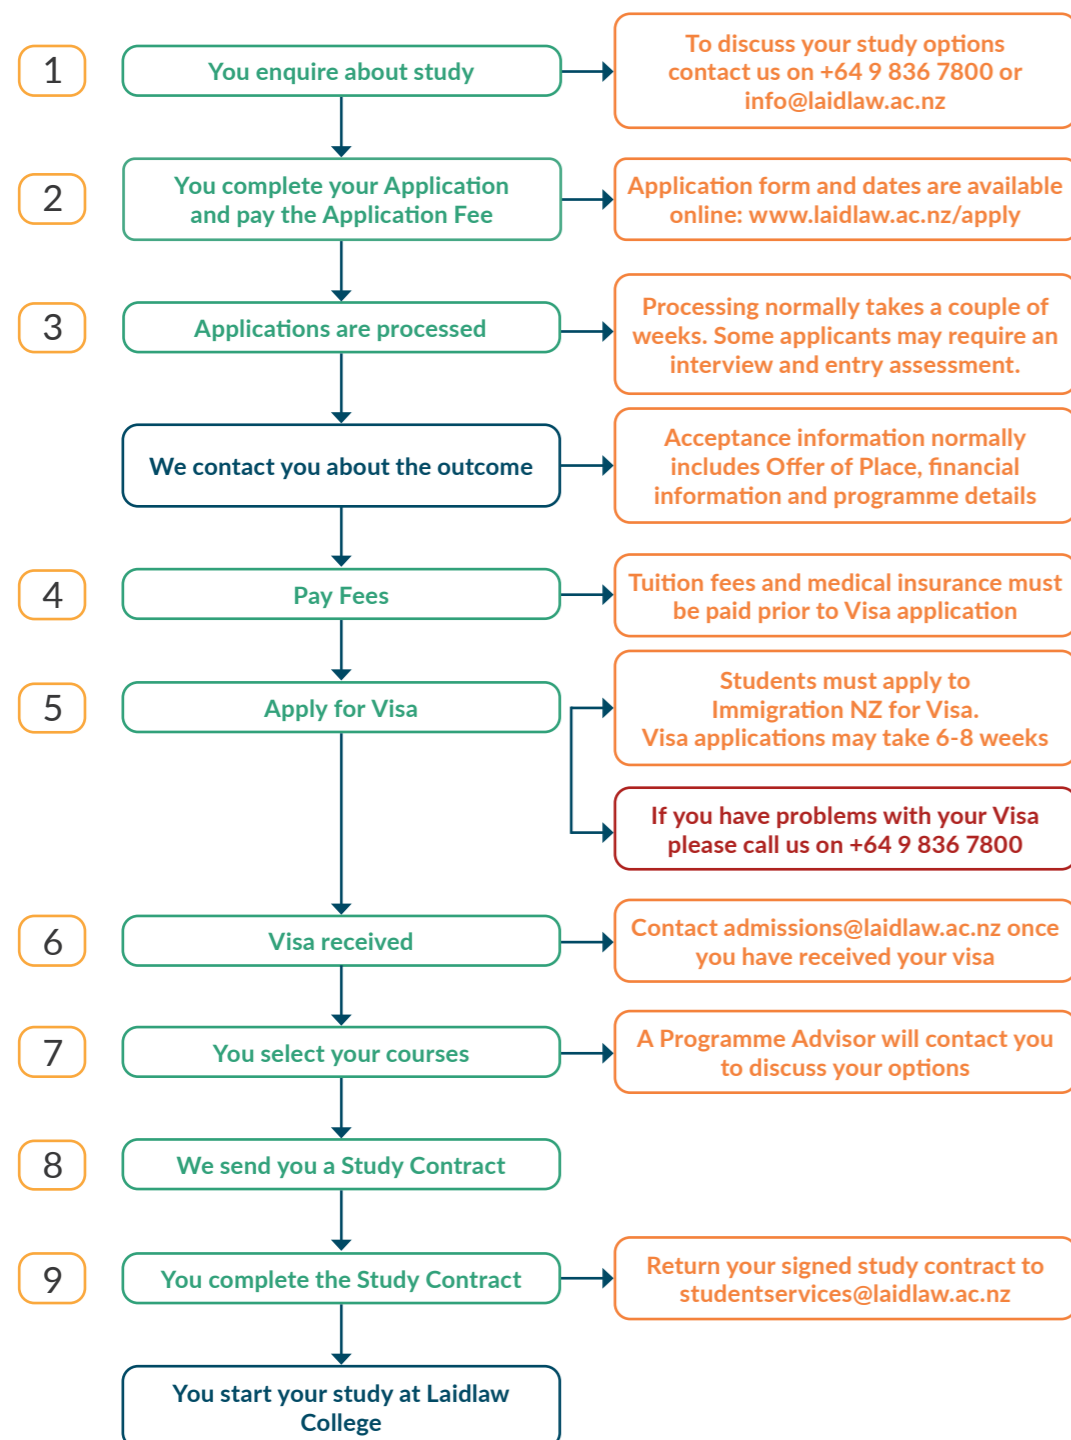 1
You enquire about study
To discuss your study options
contact us on +64 9 836 7800 or
info@laidlaw.ac.nz
2
You complete your Application
and pay the Application Fee
Application form and dates are available
online: www.laidlaw.ac.nz/apply
3
Applications are processed
Processing normally takes a couple of
weeks. Some applicants may require an
interview and entry assessment.
We contact you about the outcome
Acceptance information normally
includes Offer of Place, financial
information and programme details
4
Pay Fees
Tuition fees and medical insurance must
be paid prior to Visa application
5
Apply for Visa
Students must apply to
Immigration NZ for Visa.
Visa applications may take 6-8 weeks
If you have problems with your Visa
please call us on +64 9 836 7800
6
Visa received
Contact admissions@laidlaw.ac.nz once
you have received your visa
7
You select your courses
A Programme Advisor will contact you
to discuss your options
8
We send you a Study Contract
9
You complete the Study Contract
Return your signed study contract to
studentservices@laidlaw.ac.nz
You start your study at Laidlaw
College